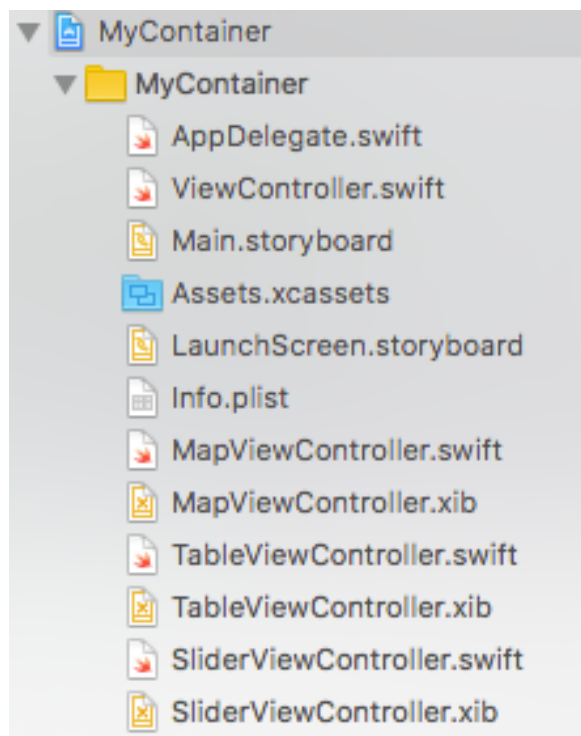 MyContainer
MyContainer
AppDelegate.swift
ViewController.swift
Main.storyboard
Assets.xcassets
LaunchScreen.storyboard
Info.plist
MapViewController.swift
MapViewController.xib
TableViewController.swift
TableViewController.xib
SliderViewController.swift
SliderViewController.xib